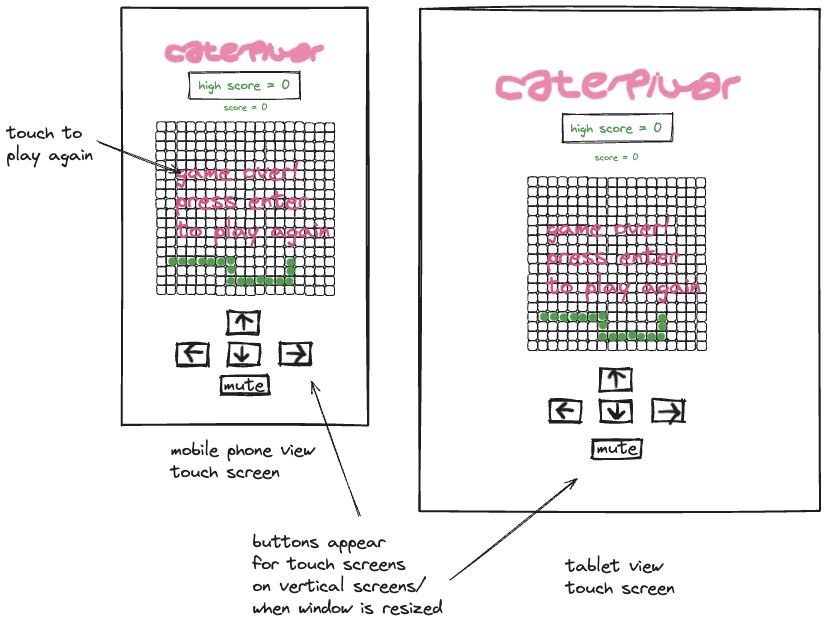 caterpillar
high score = 0
score = 0
touch to
play again
game over!
press enter
to play again
mute
mobile phone view
touch screen
caterpillar
high score = 0
score = 0
game over!
press enter
to play again
mute
buttons appear
for touch screens
on vertical screens/
when window is resized
tablet view
touch screen